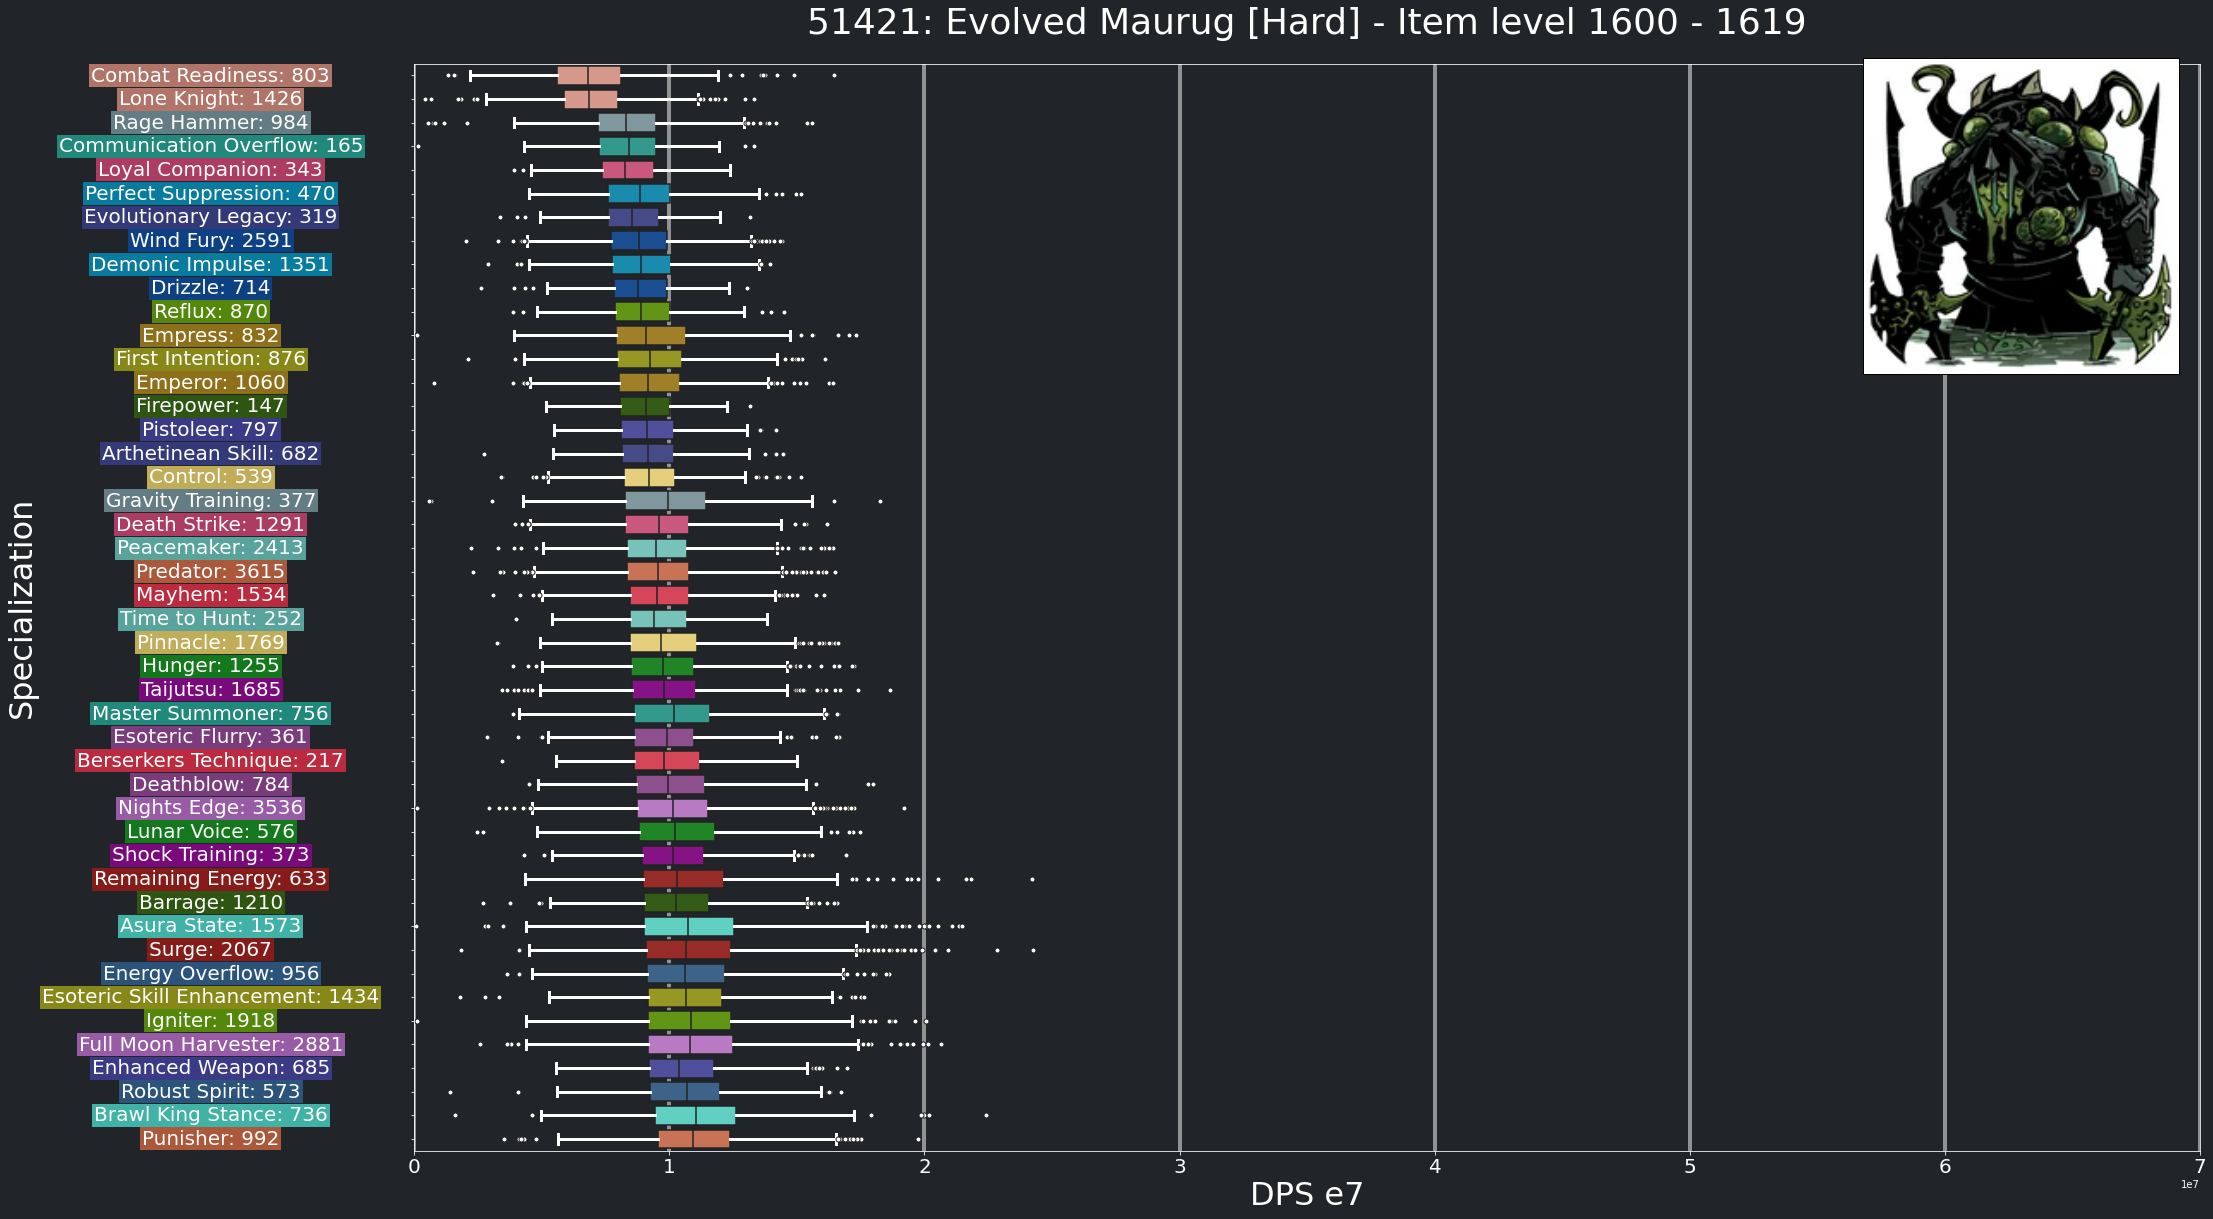 51421: Evolved Maurug [Hard] - Item level 1600 - 1619
Specialization
Combat Readiness: 803
Lone Knight: 1426
Rage Hammer: 984
Communication Overflow: 165
Loyal Companion: 343
Perfect Suppression: 470
Evolutionary Legacy: 319
Wind Fury: 2591
Demonic Impulse: 1351
Drizzle: 714
Reflux: 870
Empress: 832
First Intention: 876
Emperor: 1060
Firepower: 147
Pistoleer: 797
Arthetinean Skill: 682
Control: 539
Gravity Training: 377
Death Strike: 1291
Peacemaker: 2413
Predator: 3615
Mayhem: 1534
Time to Hunt: 252
Pinnacle: 1769
Hunger: 1255
Taijutsu: 1685
Master Summoner: 756
Esoteric Flurry: 361
Berserkers Technique: 217
Deathblow: 784
Nights Edge: 3536
Lunar Voice: 576
Shock Training: 373
Remaining Energy: 633
Barrage: 1210
Asura State: 1573
Surge: 2067
Energy Overflow: 956
Esoteric Skill Enhancement: 1434
Igniter: 1918
Full Moon Harvester: 2881
Enhanced Weapon: 685
Robust Spirit: 573
Brawl King Stance: 736
Punisher: 992
0 1 2 3 4 5 6 7
1e7
DPS e7